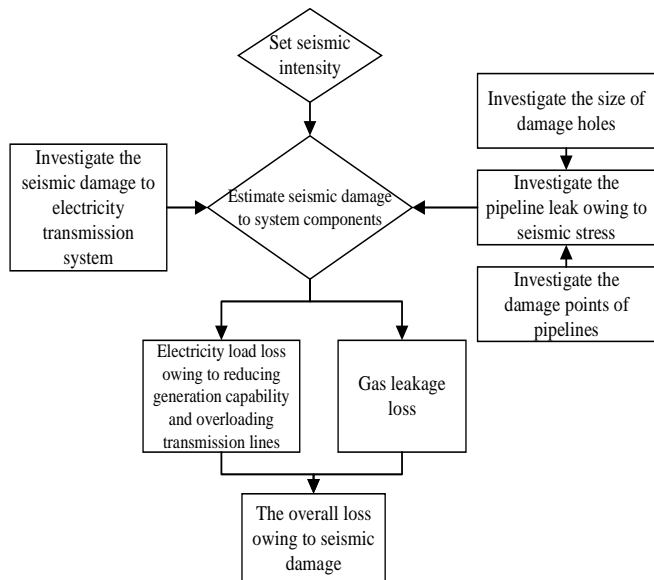 Set seismic
intensity
Investigate the size of
damage holes
Investigate the
seismic damage to
electricity
transmission
system
Estimate seismic damage
to system components
Investigate the
pipeline leak owing to
seismic stress
Investigate the
damage points of
pipelines
Electricity load loss
owing to reducing
generation capability
and overloading
transmission lines
Gas leakage
loss
The overall loss
owing to seismic
damage